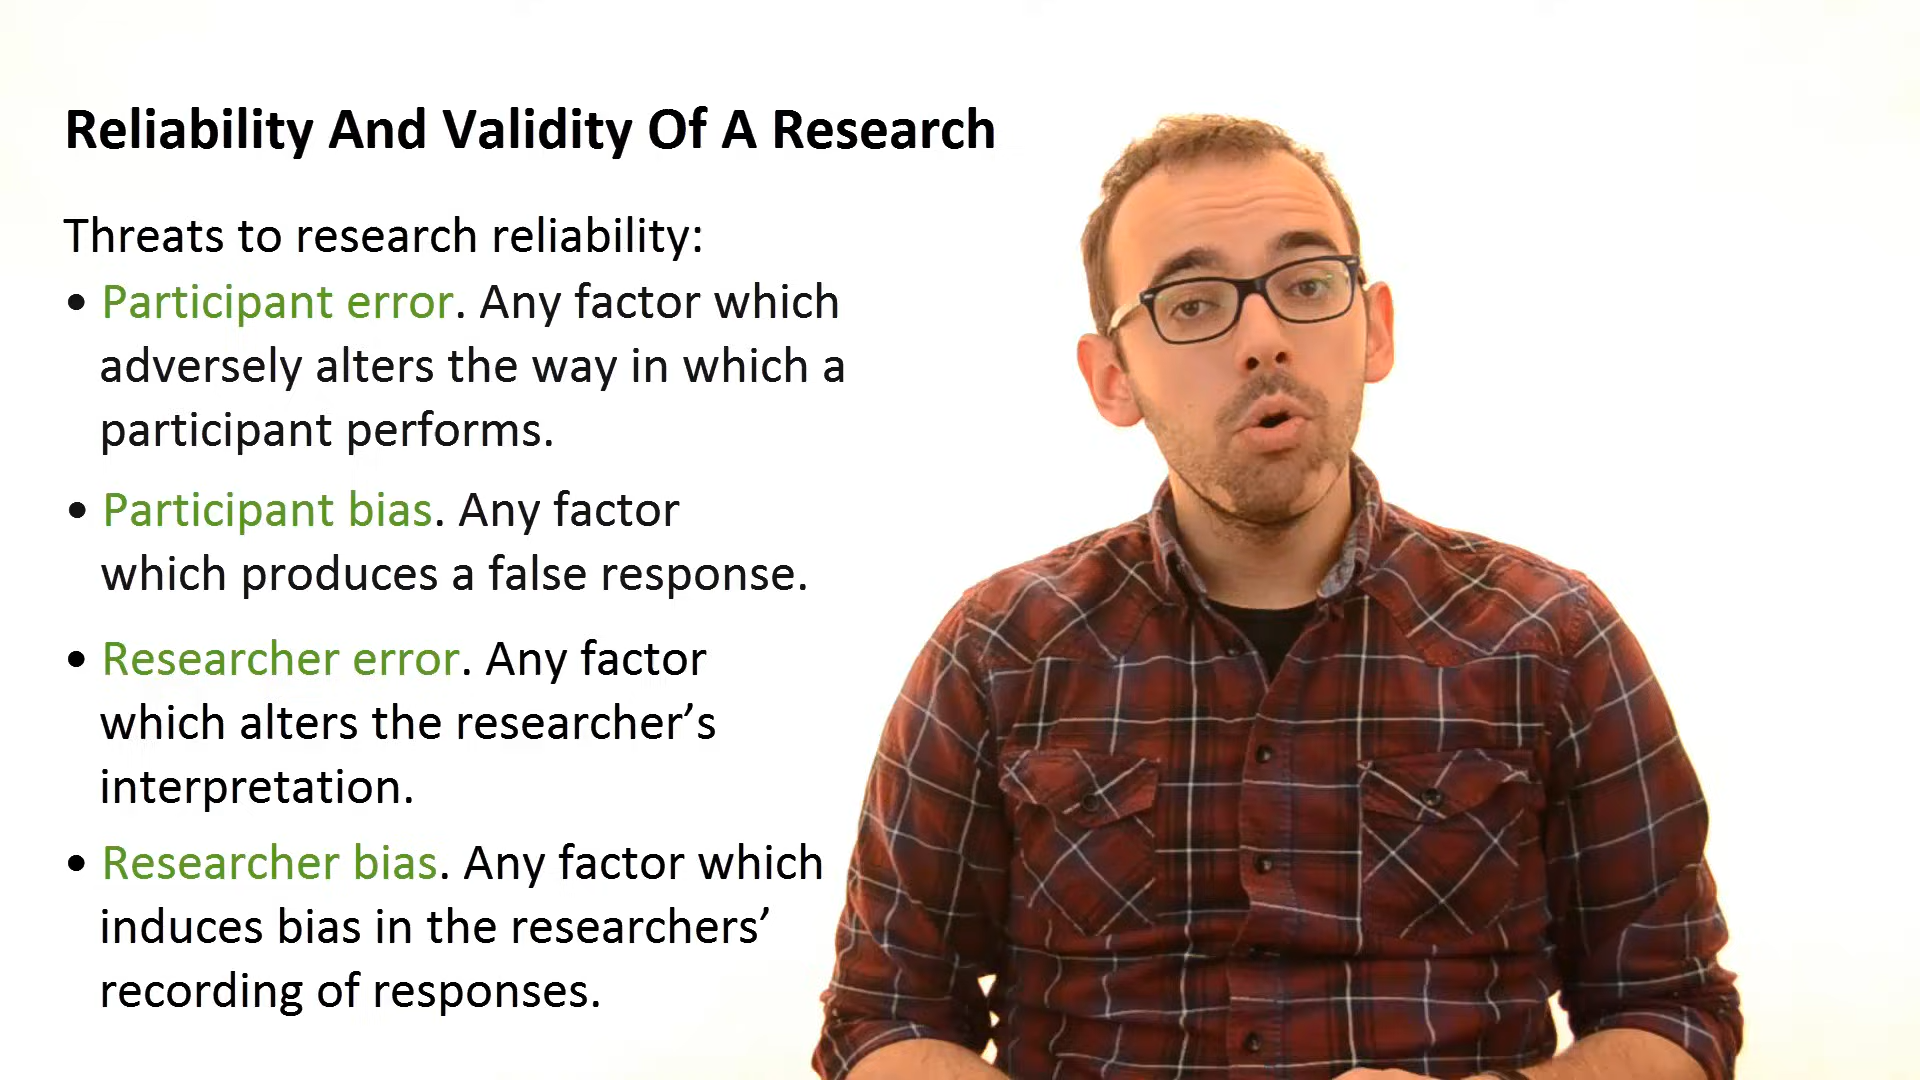 Reliability And Validity Of A Research
Threats to research reliability:
• Participant error. Any factor which
adversely alters the way in which a
participant performs.
• Participant bias. Any factor
which produces a false response.
• Researcher error. Any factor
which alters the researcher’s
interpretation.
• Researcher bias. Any factor which
induces bias in the researchers’
recording of responses.